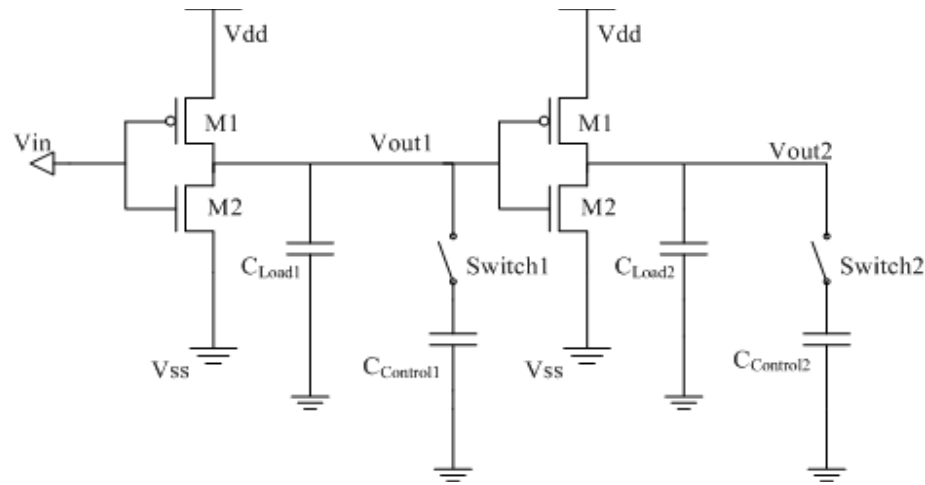 Vdd
Vdd
M1
M1
Vin
Vout1
Vout2
M2
M2
CLoad1
Switch1
CLoad2
Switch2
Vss
CControl1
Vss
CControl2